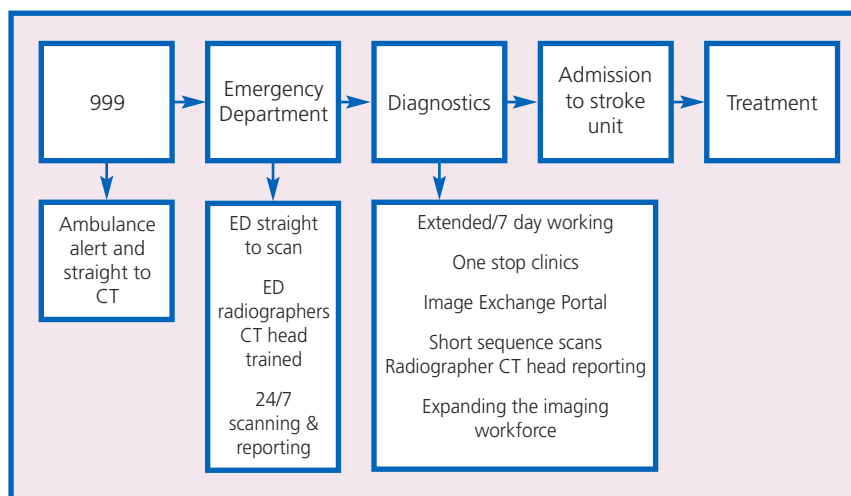 999
Emergency
Department
Diagnostics
Admission
to stroke
unit
Treatment
Ambulance
alert and
straight to
CT
ED straight
to scan
ED
radiographers
CT head
trained
24/7
scanning &
reporting
Extended/7 day working
One stop clinics
Image Exchange Portal
Short sequence scans
Radiographer CT head reporting
Expanding the imaging
workforce